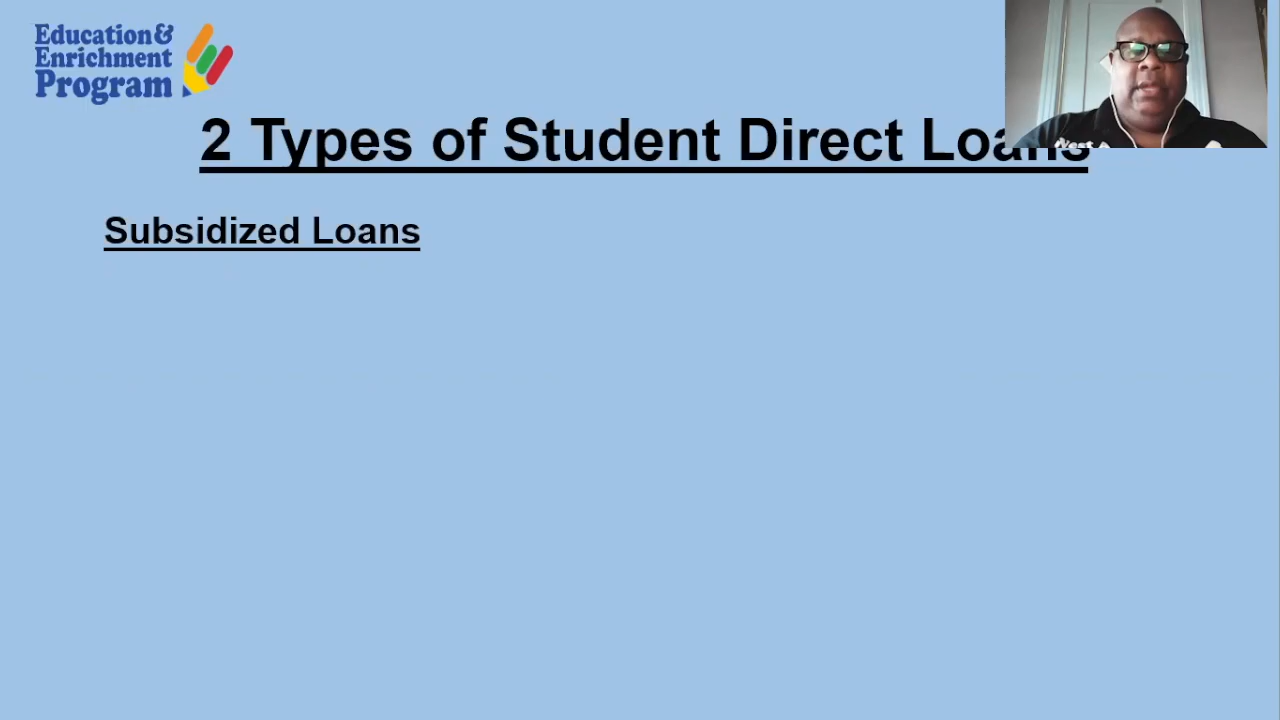 Education&
Enrichment
Program
2 Types of Student Direct Loans
Subsidized Loans